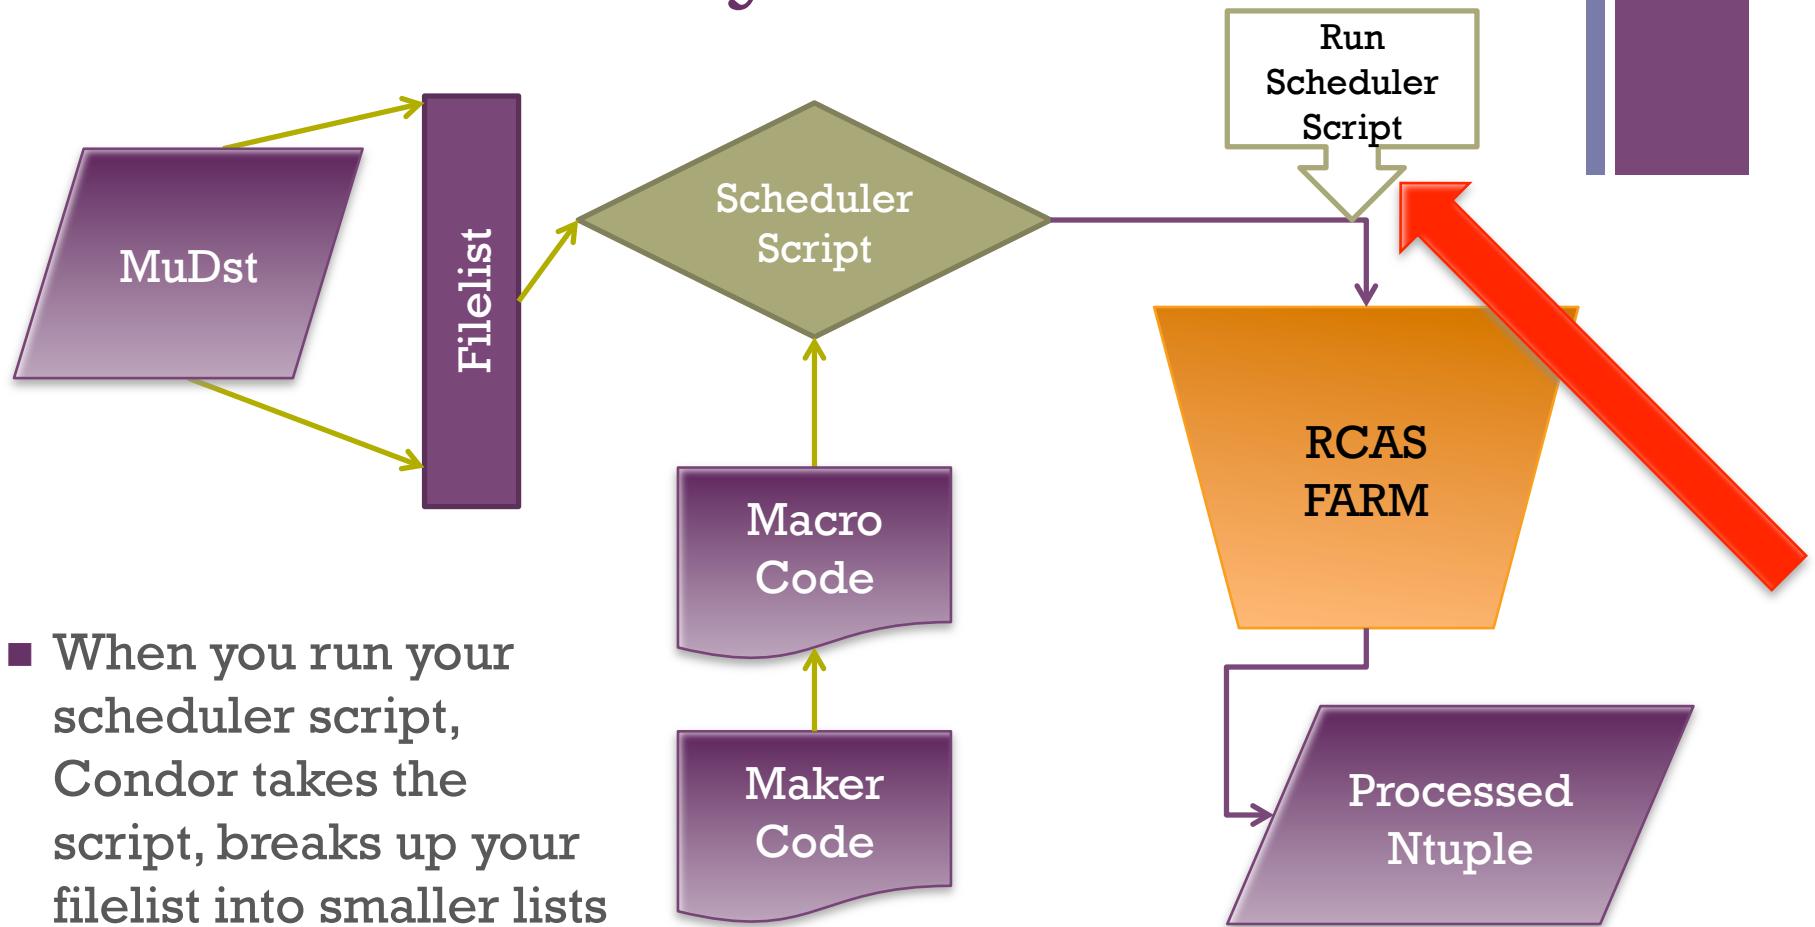 Run
Scheduler
Script
MuDst
Filelist
Scheduler
Script
RCAS
FARM
Macro
Code
Maker
Code
Processed
Ntuple
■ When you run your
scheduler script,
Condor takes the
script, breaks up your
filelist into smaller lists